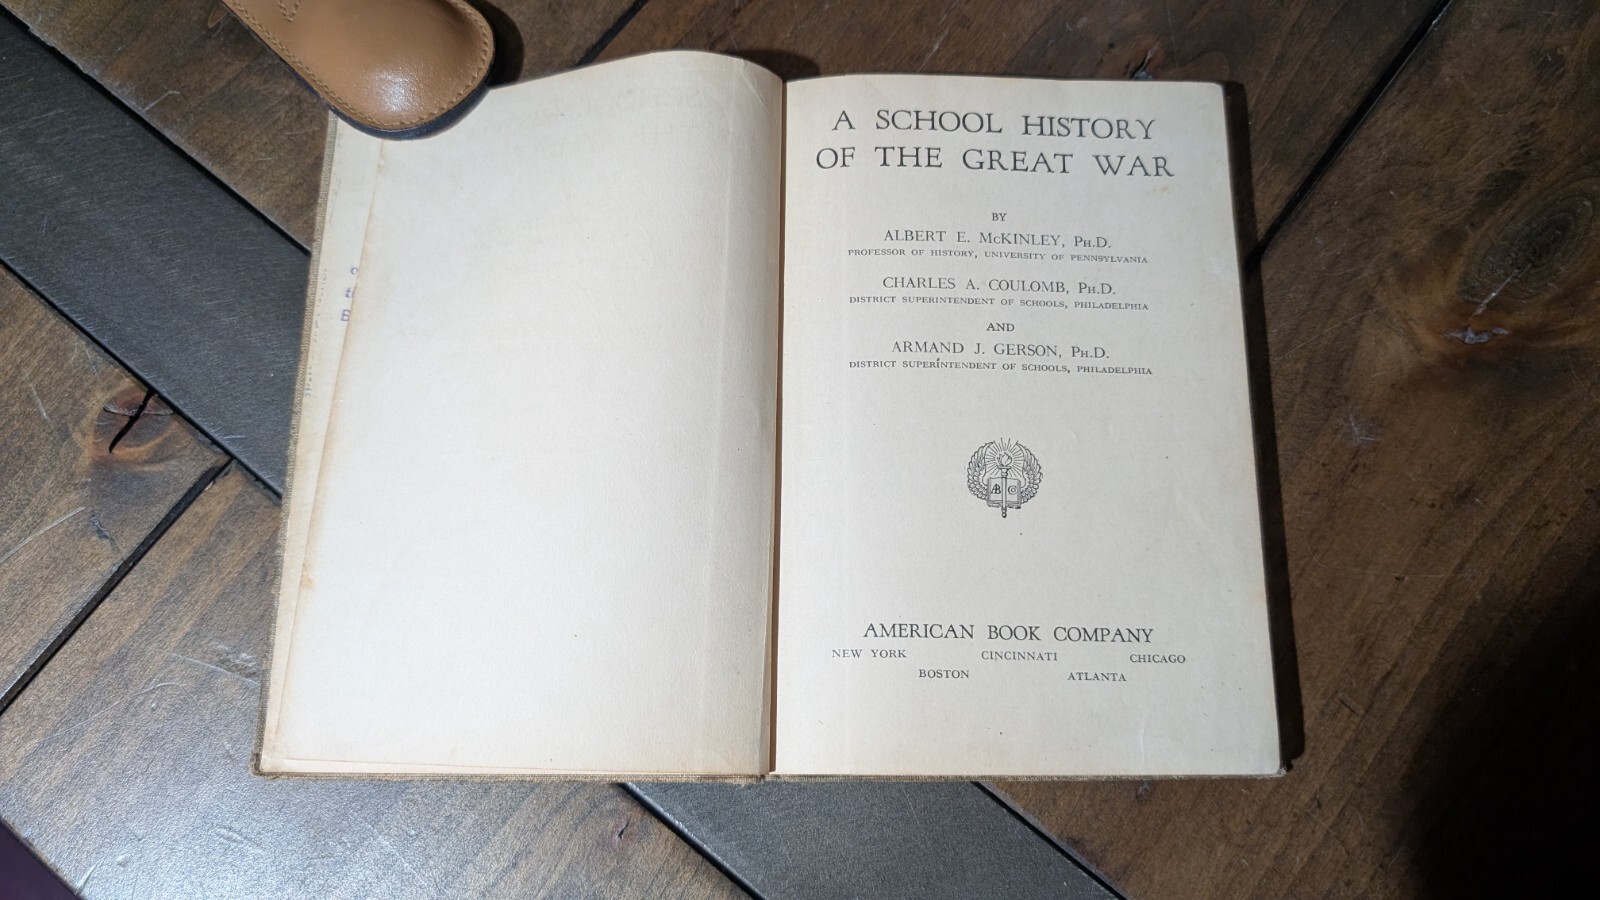 A SCHOOL HISTORY
OF THE GREAT WAR
BY
ALBERT E. McKINLEY, Ph.D.
PROFESSOR OF HISTORY, UNIVERSITY OF PENNSYLVANIA
CHARLES A. COULOMB, Ph.D.
DISTRICT SUPERINTENDENT OF SCHOOLS, PHILADELPHIA
AND
ARMAND J. GERSON, Ph.D.
DISTRICT SUPERINTENDENT OF SCHOOLS, PHILADELPHIA
ABC
AMERICAN BOOK COMPANY
NEW YORK CINCINNATI CHICAGO
BOSTON ATLANTA